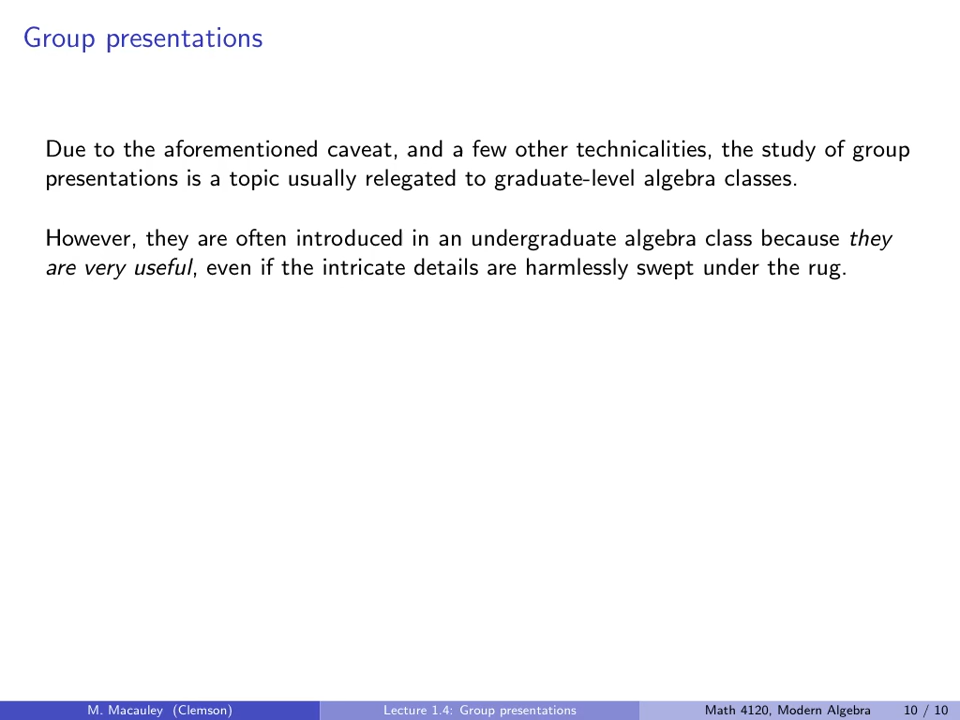 Group presentations
Due to the aforementioned caveat, and a few other technicalities, the study of group
presentations is a topic usually relegated to graduate-level algebra classes.
However, they are often introduced in an undergraduate algebra class because they
are very useful, even if the intricate details are harmlessly swept under the rug.
M. Macauley (Clemson)
Lecture 1.4: Group presentations
Math 4120, Modern Algebra
10 / 10